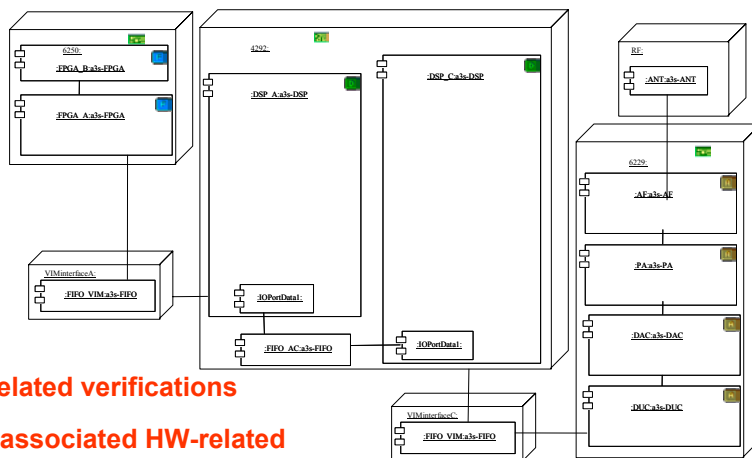 6250:
:FPGA_B:a3s-FPGA
:FPGA_A:a3s-FPGA
4292:
:DSP_A:a3s-DSP
:DSP_C:a3s-DSP
:IOPortData1:
:FIFO_AC:a3s-FIFO
:IOPortData1:
RF:
:ANT:a3s-ANT
6229:
:AF:a3s-AF
:PA:a3s-PA
:DAC:a3s-DAC
:DUC:a3s-DUC
VIMinterfaceA:
:FIFO_VIM:a3s-FIFO
VIMinterfaceC:
:FIFO_VIM:a3s-FIFO
elated verifications
associated HW-related